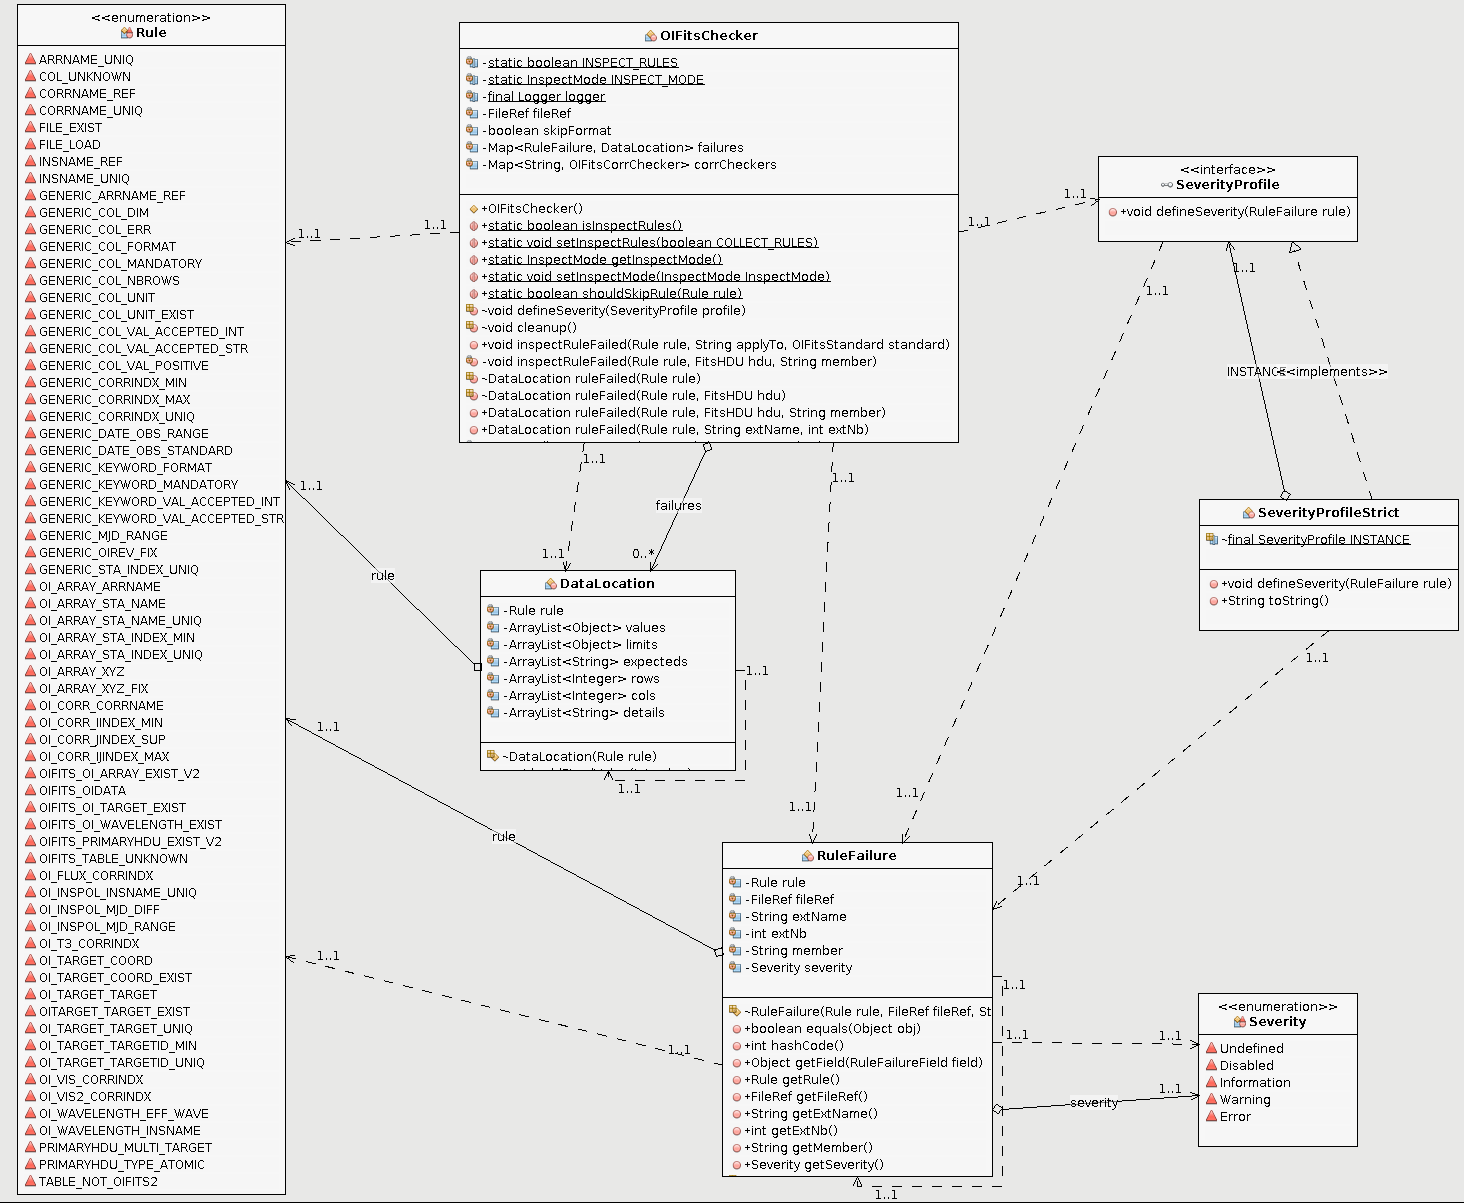 <<enumeration>>
Rule
ARRNAME_UNIQ
COL_UNKNOWN
CORRNAME_REF
CORRNAME_UNIQ
FILE_EXIST
FILE_LOAD
INSNAME_REF
INSNAME_UNIQ
GENERIC_ARRNAME_REF
GENERIC_COL_DIM
GENERIC_COL_ERR
GENERIC_COL_FORMAT
GENERIC_COL_MANDATORY
GENERIC_COL_NBROWS
GENERIC_COL_UNIT
GENERIC_COL_UNIT_EXIST
GENERIC_COL_VAL_ACCEPTED_INT
GENERIC_COL_VAL_ACCEPTED_STR
GENERIC_COL_VAL_POSITIVE
GENERIC_CORRINDX_MIN
GENERIC_CORRINDX_MAX
GENERIC_CORRINDX_UNIQ
GENERIC_DATE_OBS_RANGE
GENERIC_DATE_OBS_STANDARD
GENERIC_KEYWORD_FORMAT
GENERIC_KEYWORD_MANDATORY
GENERIC_KEYWORD_VAL_ACCEPTED_INT
GENERIC_KEYWORD_VAL_ACCEPTED_STR
GENERIC_MJD_RANGE
GENERIC_OIREV_FIX
GENERIC_STA_INDEX_UNIQ
OI_ARRAY_ARRNAME
OI_ARRAY_STA_NAME
OI_ARRAY_STA_NAME_UNIQ
OI_ARRAY_STA_INDEX_MIN
OI_ARRAY_STA_INDEX_UNIQ
OI_ARRAY_XYZ
OI_ARRAY_XYZ_FIX
OI_CORR_CORRNAME
OI_CORR_IINDEX_MIN
OI_CORR_JINDEX_SUP
OI_CORR_IJINDEX_MAX
OIFITS_OI_ARRAY_EXIST_V2
OIFITS_OIDATA
OIFITS_OI_TARGET_EXIST
OIFITS_OI_WAVELENGTH_EXIST
OIFITS_PRIMARYHDU_EXIST_V2
OIFITS_TABLE_UNKNOWN
OI_FLUX_CORRINDX
OI_INSPOL_INSNAME_UNIQ
OI_INSPOL_MJD_DIFF
OI_INSPOL_MJD_RANGE
OI_T3_CORRINDX
OI_TARGET_COORD
OI_TARGET_COORD_EXIST
OI_TARGET_TARGET
OITARGET_TARGET_EXIST
OI_TARGET_TARGET_UNIQ
OI_TARGET_TARGETID_MIN
OI_TARGET_TARGETID_UNIQ
OI_VIS_CORRINDX
OI_VIS2_CORRINDX
OI_WAVELENGTH_EFF_WAVE
OI_WAVELENGTH_INSNAME
PRIMARYHDU_MULTI_TARGET
PRIMARYHDU_TYPE_ATOMIC
TABLE_NOT_OIFITS2
OIFitsChecker
-static boolean INSPECT_RULES
-static InspectMode INSPECT_MODE
-final Logger logger
-FileRef fileRef
-boolean skipFormat
-Map<RuleFailure, DataLocation> failures
-Map<String, OIFitsCorrChecker> corrCheckers
+OIFitsChecker()
+static boolean isInspectRules()
+static void setInspectRules(boolean COLLECT_RULES)
+static InspectMode getInspectMode()
+static void setInspectMode(InspectMode InspectMode)
+static boolean shouldSkipRule(Rule rule)
~void defineSeverity(SeverityProfile profile)
~void cleanup()
+void inspectRuleFailed(Rule rule, String applyTo, OIFitsStandard standard)
-void inspectRuleFailed(Rule rule, FitsHDU hdu, String member)
~DataLocation ruleFailed(Rule rule)
~DataLocation ruleFailed(Rule rule, FitsHDU hdu)
+DataLocation ruleFailed(Rule rule, FitsHDU hdu, String member)
+DataLocation ruleFailed(Rule rule, String extName, int extNb)
1..1
1..1
1..1
1..1
<<interface>>
SeverityProfile
+void defineSeverity(RuleFailure rule)
1..1
1..1
INSTANCE
<<implements>>
SeverityProfileStrict
~final SeverityProfile INSTANCE
+void defineSeverity(RuleFailure rule)
+String toString()
1..1
1..1
1..1
1..1
failures
0..*
1..1
1..1
1..1
rule
DataLocation
-Rule rule
-ArrayList<Object> values
-ArrayList<Object> limits
-ArrayList<String> expecteds
-ArrayList<Integer> rows
-ArrayList<Integer> cols
-ArrayList<String> details
~DataLocation(Rule rule)
1..1
1..1
1..1
1..1
1..1
rule
1..1
1..1
RuleFailure
-Rule rule
-FileRef fileRef
-String extName
-int extNb
-String member
-Severity severity
~RuleFailure(Rule rule, FileRef fileRef, St
+boolean equals(Object obj)
+int hashCode()
+Object getField(RuleFailureField field)
+Rule getRule()
+FileRef getFileRef()
+String getExtName()
+int getExtNb()
+String getMember()
+Severity getSeverity()
1..1
1..1
1..1
1..1
severity
1..1
<<enumeration>>
Severity
Undefined
Disabled
Information
Warning
Error